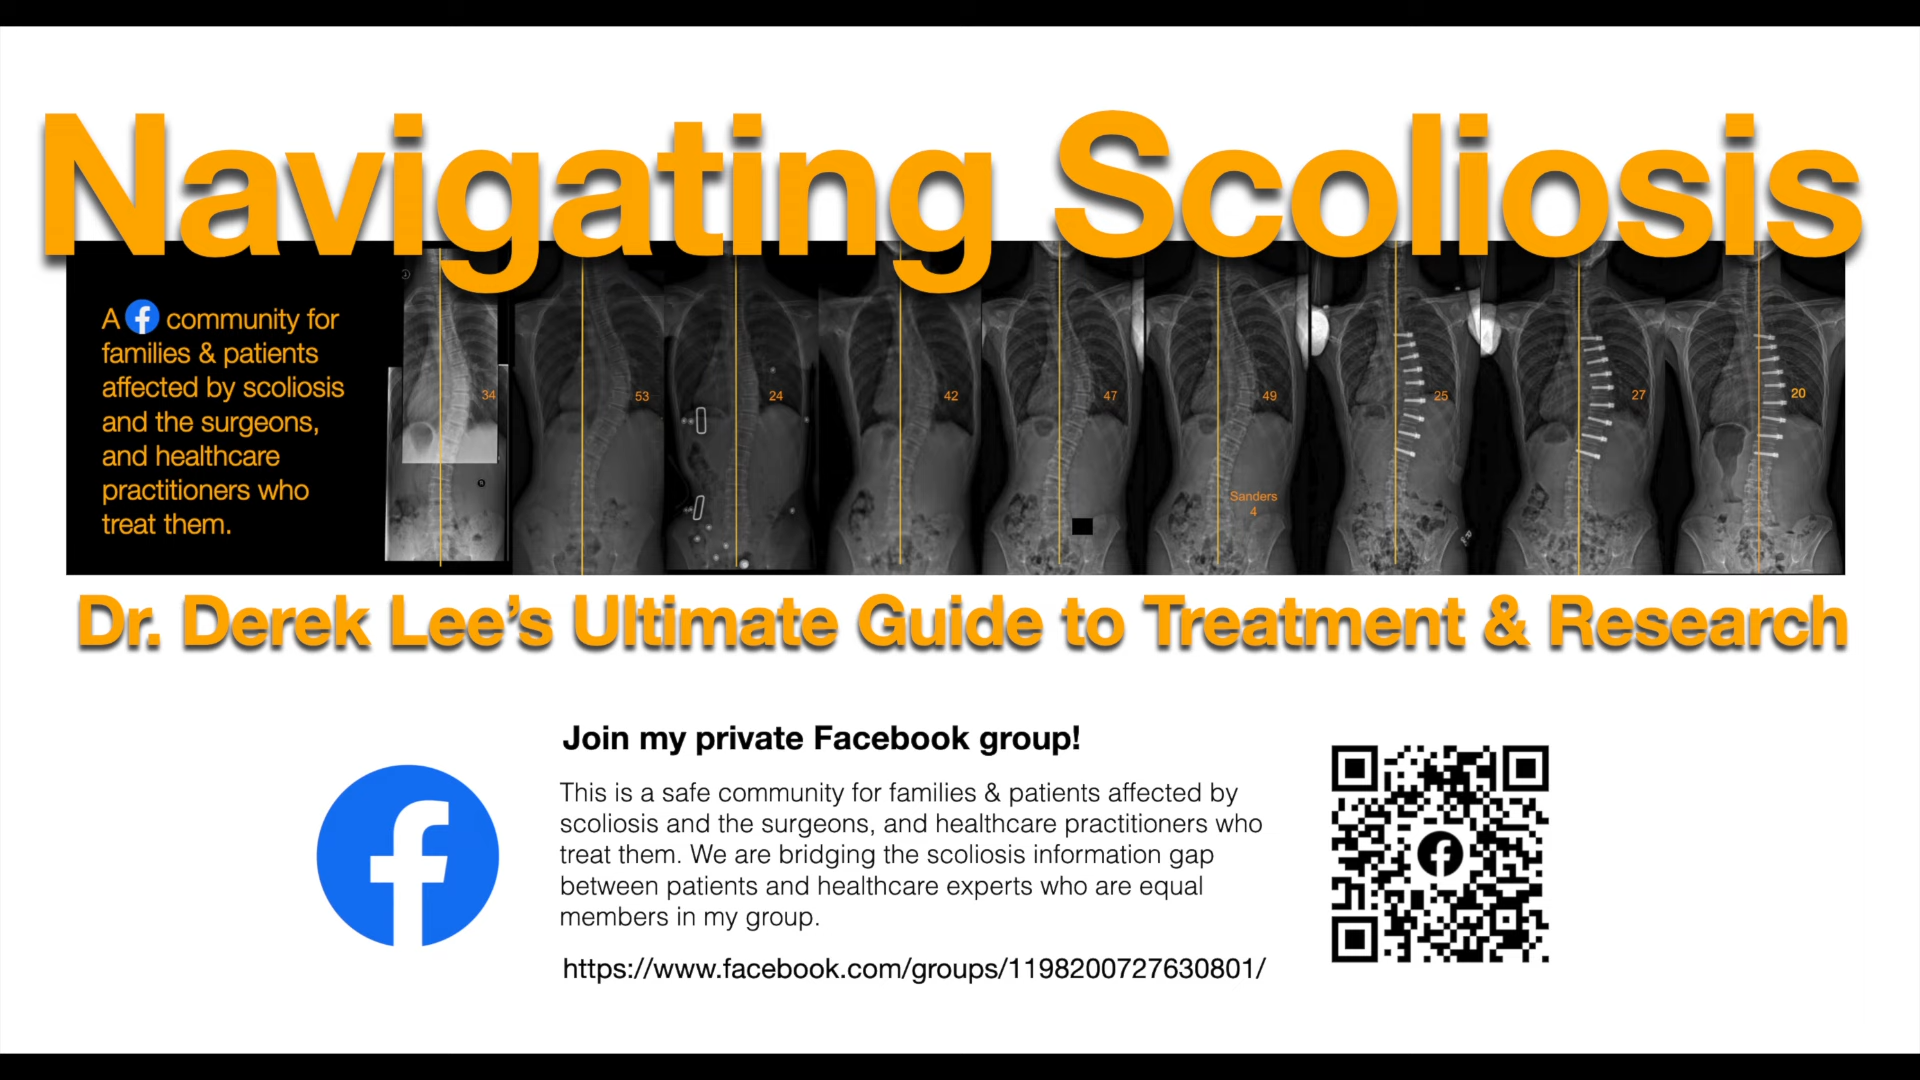 Navigating Scoliosis
A community for
families & patients
affected by scoliosis
and the surgeons,
and healthcare
practitioners who
treat them.
34
53
24
42
47
49
Sanders
4
25
27
20
Dr. Derek Lee’s Ultimate Guide to Treatment & Research
Join my private Facebook group!
This is a safe community for families & patients affected by
scoliosis and the surgeons, and healthcare practitioners who
treat them. We are bridging the scoliosis information gap
between patients and healthcare experts who are equal
members in my group.
https://www.facebook.com/groups/1198200727630801/